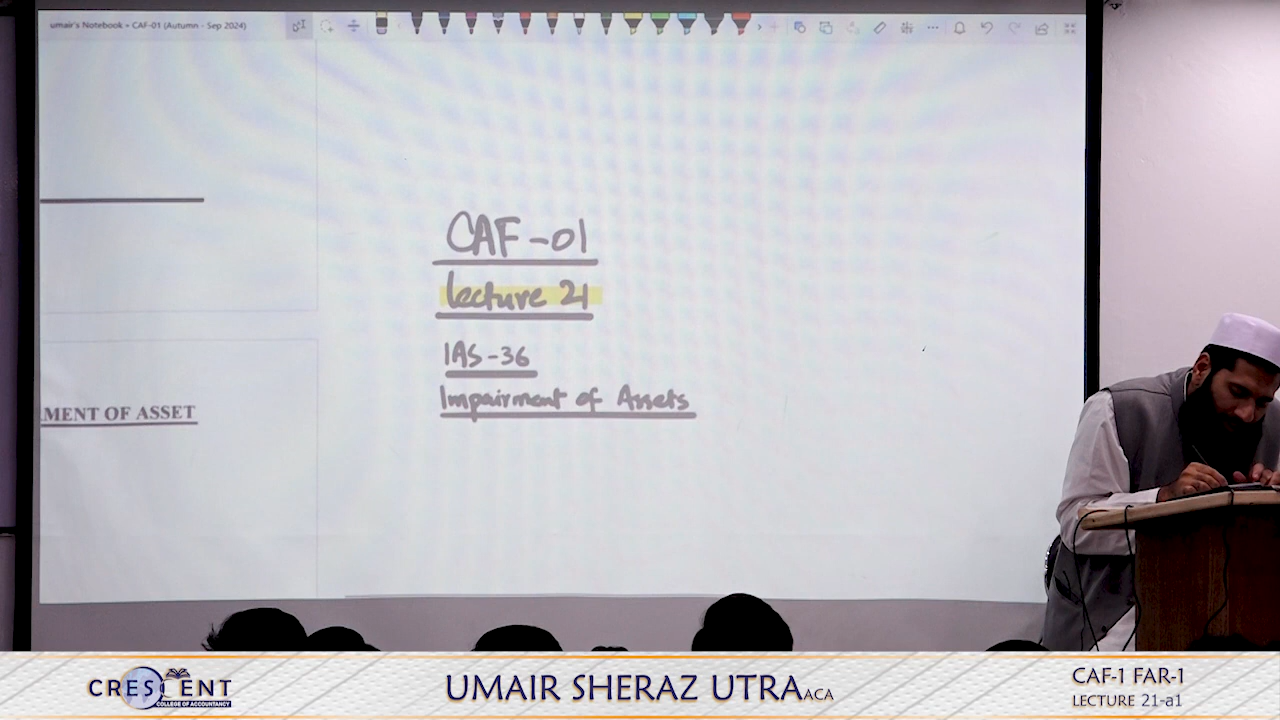 umair's Notebook » CAF-01 (Autumn - Sep 2024)
CAF-01
Lecture 21
IAS-36
Impairment of Assets
MENT OF ASSET
CRESCENT
COLLEGE OF ACCOUNTANCY
UMAIR SHERAZ UTRA ACA
CAF-1 FAR-1
LECTURE 21-a1